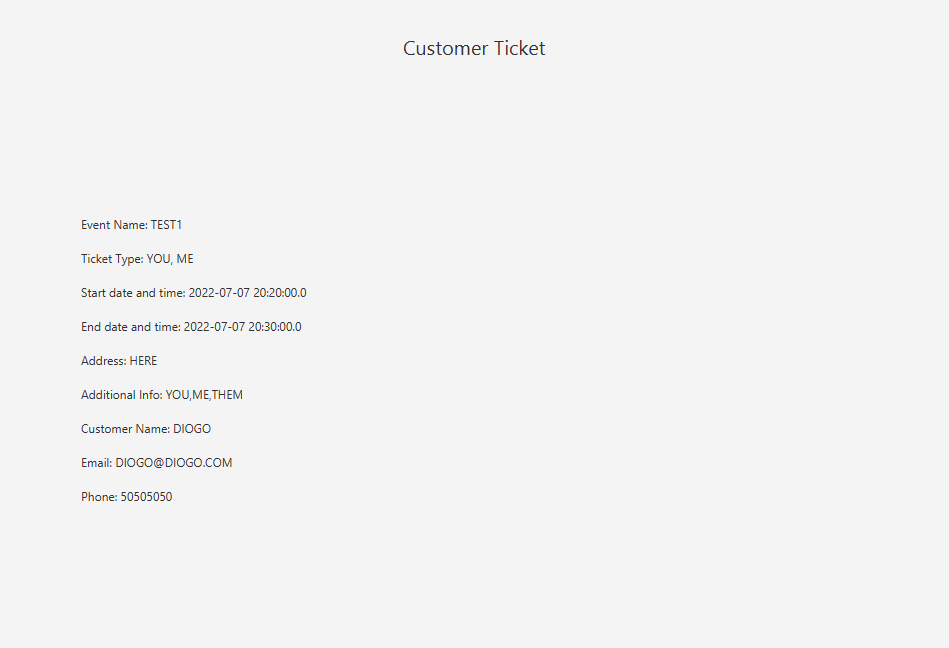 Customer Ticket
Event Name: TEST1
Ticket Type: YOU, ME
Start date and time: 2022-07-07 20:20:00.0
End date and time: 2022-07-07 20:30:00.0
Address: HERE
Additional Info: YOU,ME,THEM
Customer Name: DIOGO
Email: DIOGO@DIOGO.COM
Phone: 50505050